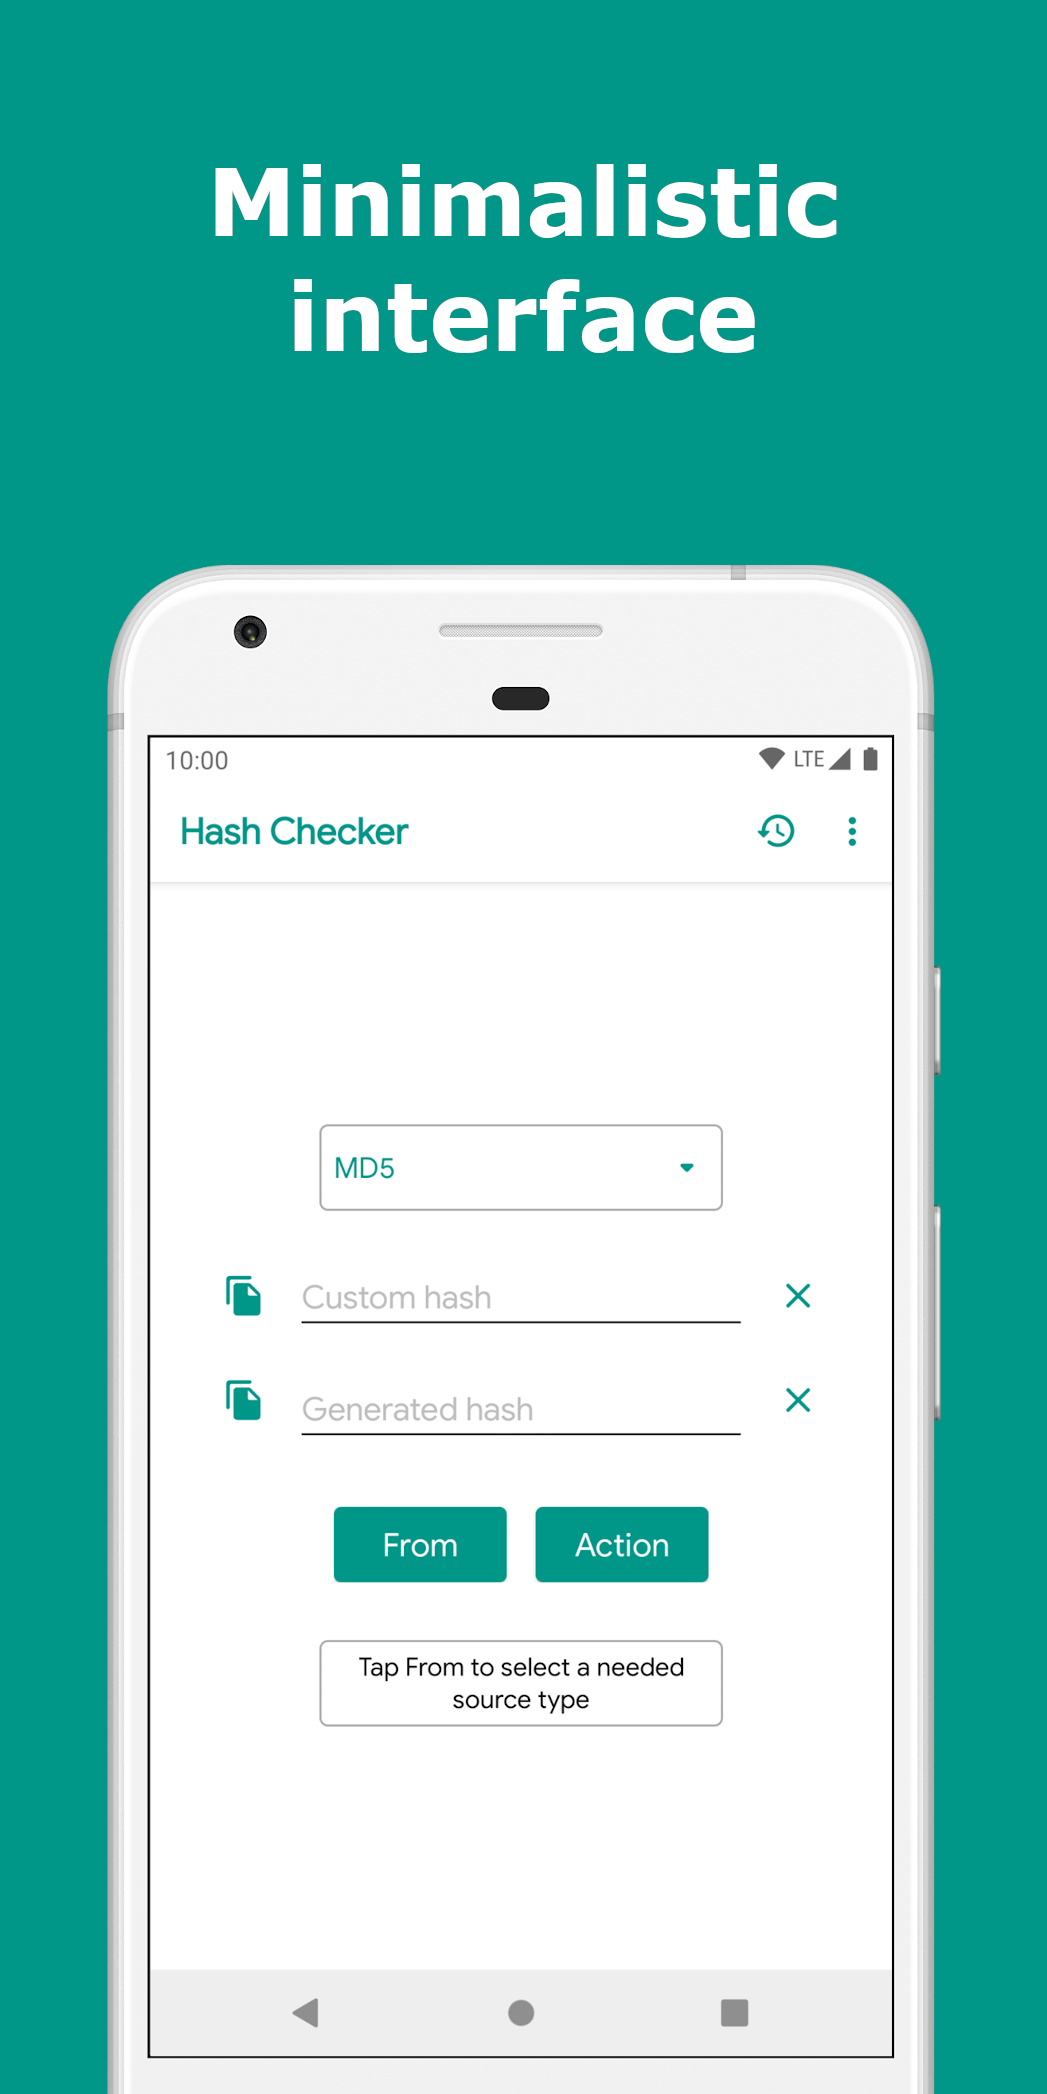 Minimalistic
interface
10:00
LTE
Hash Checker
MD5
Custom hash
Generated hash
From
Action
Tap From to select a needed
source type